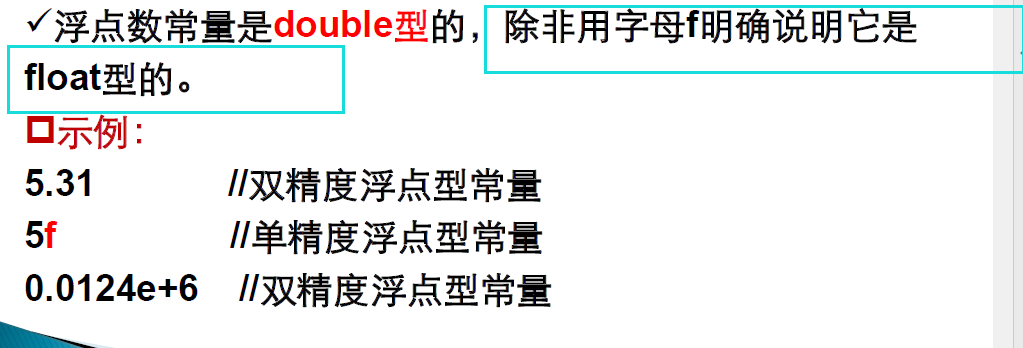 ✓浮点数常量是double型的，除非用字母f明确说明它是
float型的。
示例：
5.31 //双精度浮点型常量
5f //单精度浮点型常量
0.0124e+6 //双精度浮点型常量